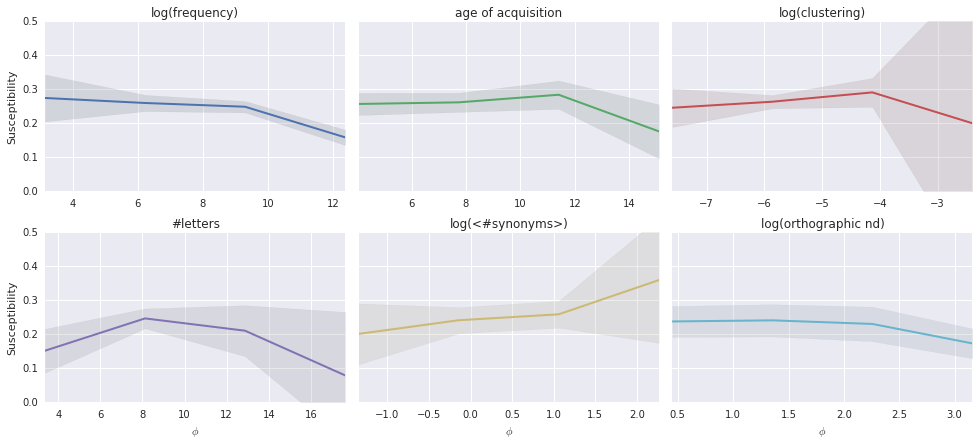 log(frequency)
age of acquisition
log(clustering)
Susceptibility
0.5
0.4
0.3
0.2
0.1
0.0
4 6 8 10 12
6 8 10 12 14
−7 −6 −5 −4 −3
#letters
log(<#synonyms>)
log(orthographic nd)
Susceptibility
0.5
0.4
0.3
0.2
0.1
0.0
4 6 8 10 12 14 16
−1.0 −0.5 0.0 0.5 1.0 1.5 2.0
0.5 1.0 1.5 2.0 2.5 3.0
ϕ ϕ ϕ